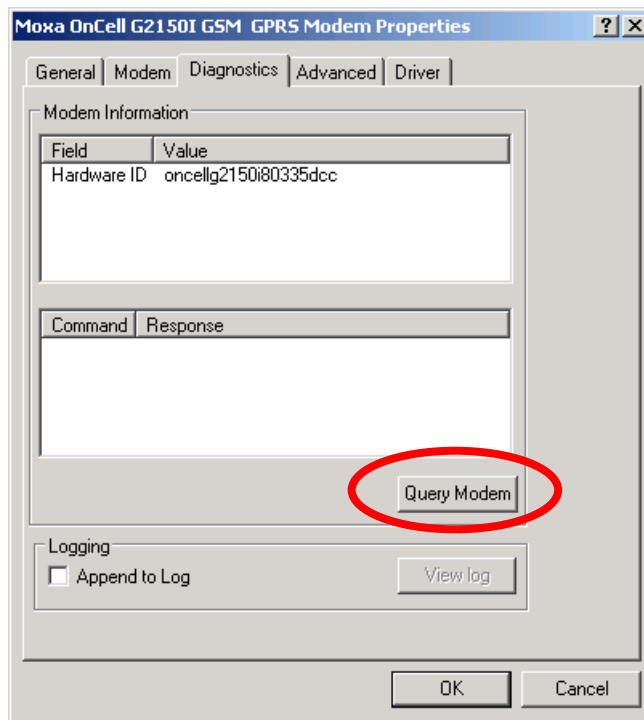 Moxa OnCell G2150I GSM GPRS Modem Properties
General Modem Diagnostics Advanced Driver
Modem Information
Field Value
Hardware ID oncellg2150i80335dcc
Command Response
Query Modem
Logging
Append to Log View log
OK Cancel